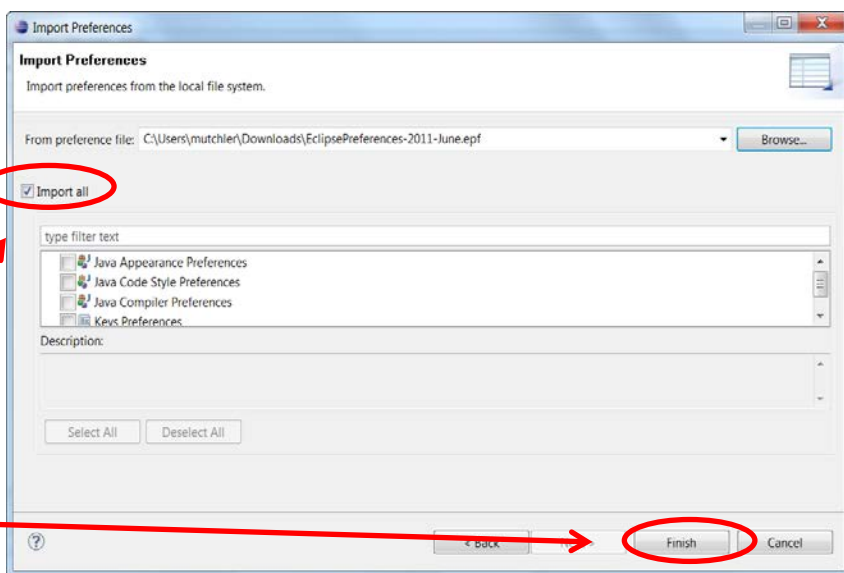 Import Preferences
Import Preferences
Import preferences from the local file system.
From preference file: C:\Users\mutchler\Downloads\EclipsePreferences-2011-June.epf Browse...
Import all
type filter text
Java Appearance Preferences
Java Code Style Preferences
Java Compiler Preferences
Keys Preferences
Description:
Select All Deselect All
< Back Finish Cancel